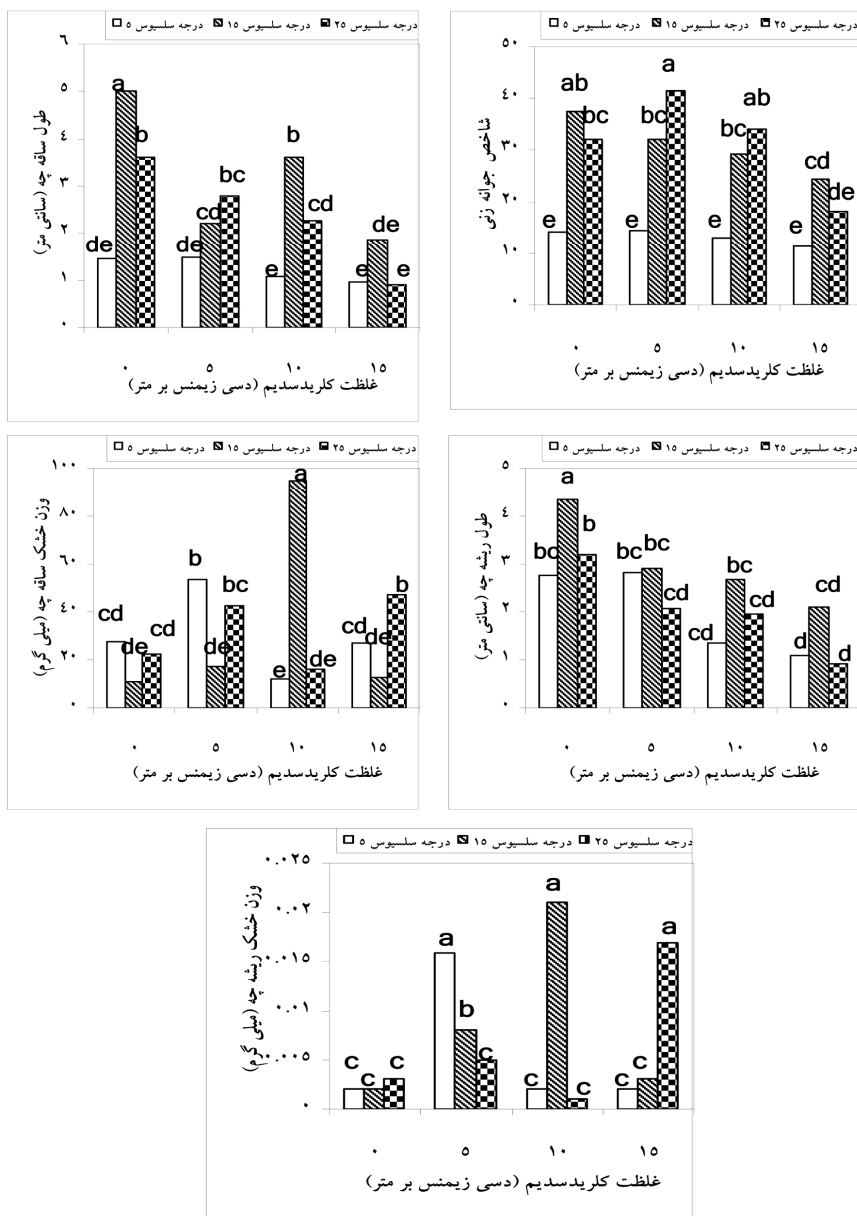 □ ۵ درجه سلسیوس ▧ ۱۵ درجه سلسیوس ▩ ۲۵ درجه سلسیوس
طول ساقه چه (سانتی متر)
۶
۵
۴
۳
۲
۱
۰
de a b
de cd bc
e b cd
e de e
۰ ۵ ۱۰ ۱۵
غلظت کلریدسدیم (دسی زیمنس بر متر)
□ ۵ درجه سلسیوس ▧ ۱۵ درجه سلسیوس ▩ ۲۵ درجه سلسیوس
شاخص جوانه زنی
۵۰
۴۰
۳۰
۲۰
۱۰
۰
e ab bc
e bc a
e bc ab
e cd de
۰ ۵ ۱۰ ۱۵
غلظت کلریدسدیم (دسی زیمنس بر متر)
□ ۵ درجه سلسیوس ▧ ۱۵ درجه سلسیوس ▩ ۲۵ درجه سلسیوس
وزن خشک ساقه چه (میلی گرم)
۱۰۰
۸۰
۶۰
۴۰
۲۰
۰
cd de cd
b de bc
e a de
cd de b
۰ ۵ ۱۰ ۱۵
غلظت کلریدسدیم (دسی زیمنس بر متر)
□ ۵ درجه سلسیوس ▧ ۱۵ درجه سلسیوس ▩ ۲۵ درجه سلسیوس
طول ریشه چه (سانتی متر)
۵
۴
۳
۲
۱
۰
bc a b
bc bc cd
cd bc cd
d cd d
۰ ۵ ۱۰ ۱۵
غلظت کلریدسدیم (دسی زیمنس بر متر)
□ ۵ درجه سلسیوس ▧ ۱۵ درجه سلسیوس ▩ ۲۵ درجه سلسیوس
وزن خشک ریشه چه (میلی گرم)
۰.۰۲۵
۰.۰۲
۰.۰۱۵
۰.۰۱
۰.۰۰۵
۰
c c c
a b c
c a c
c c a
۰ ۵ ۱۰ ۱۵
غلظت کلریدسدیم (دسی زیمنس بر متر)